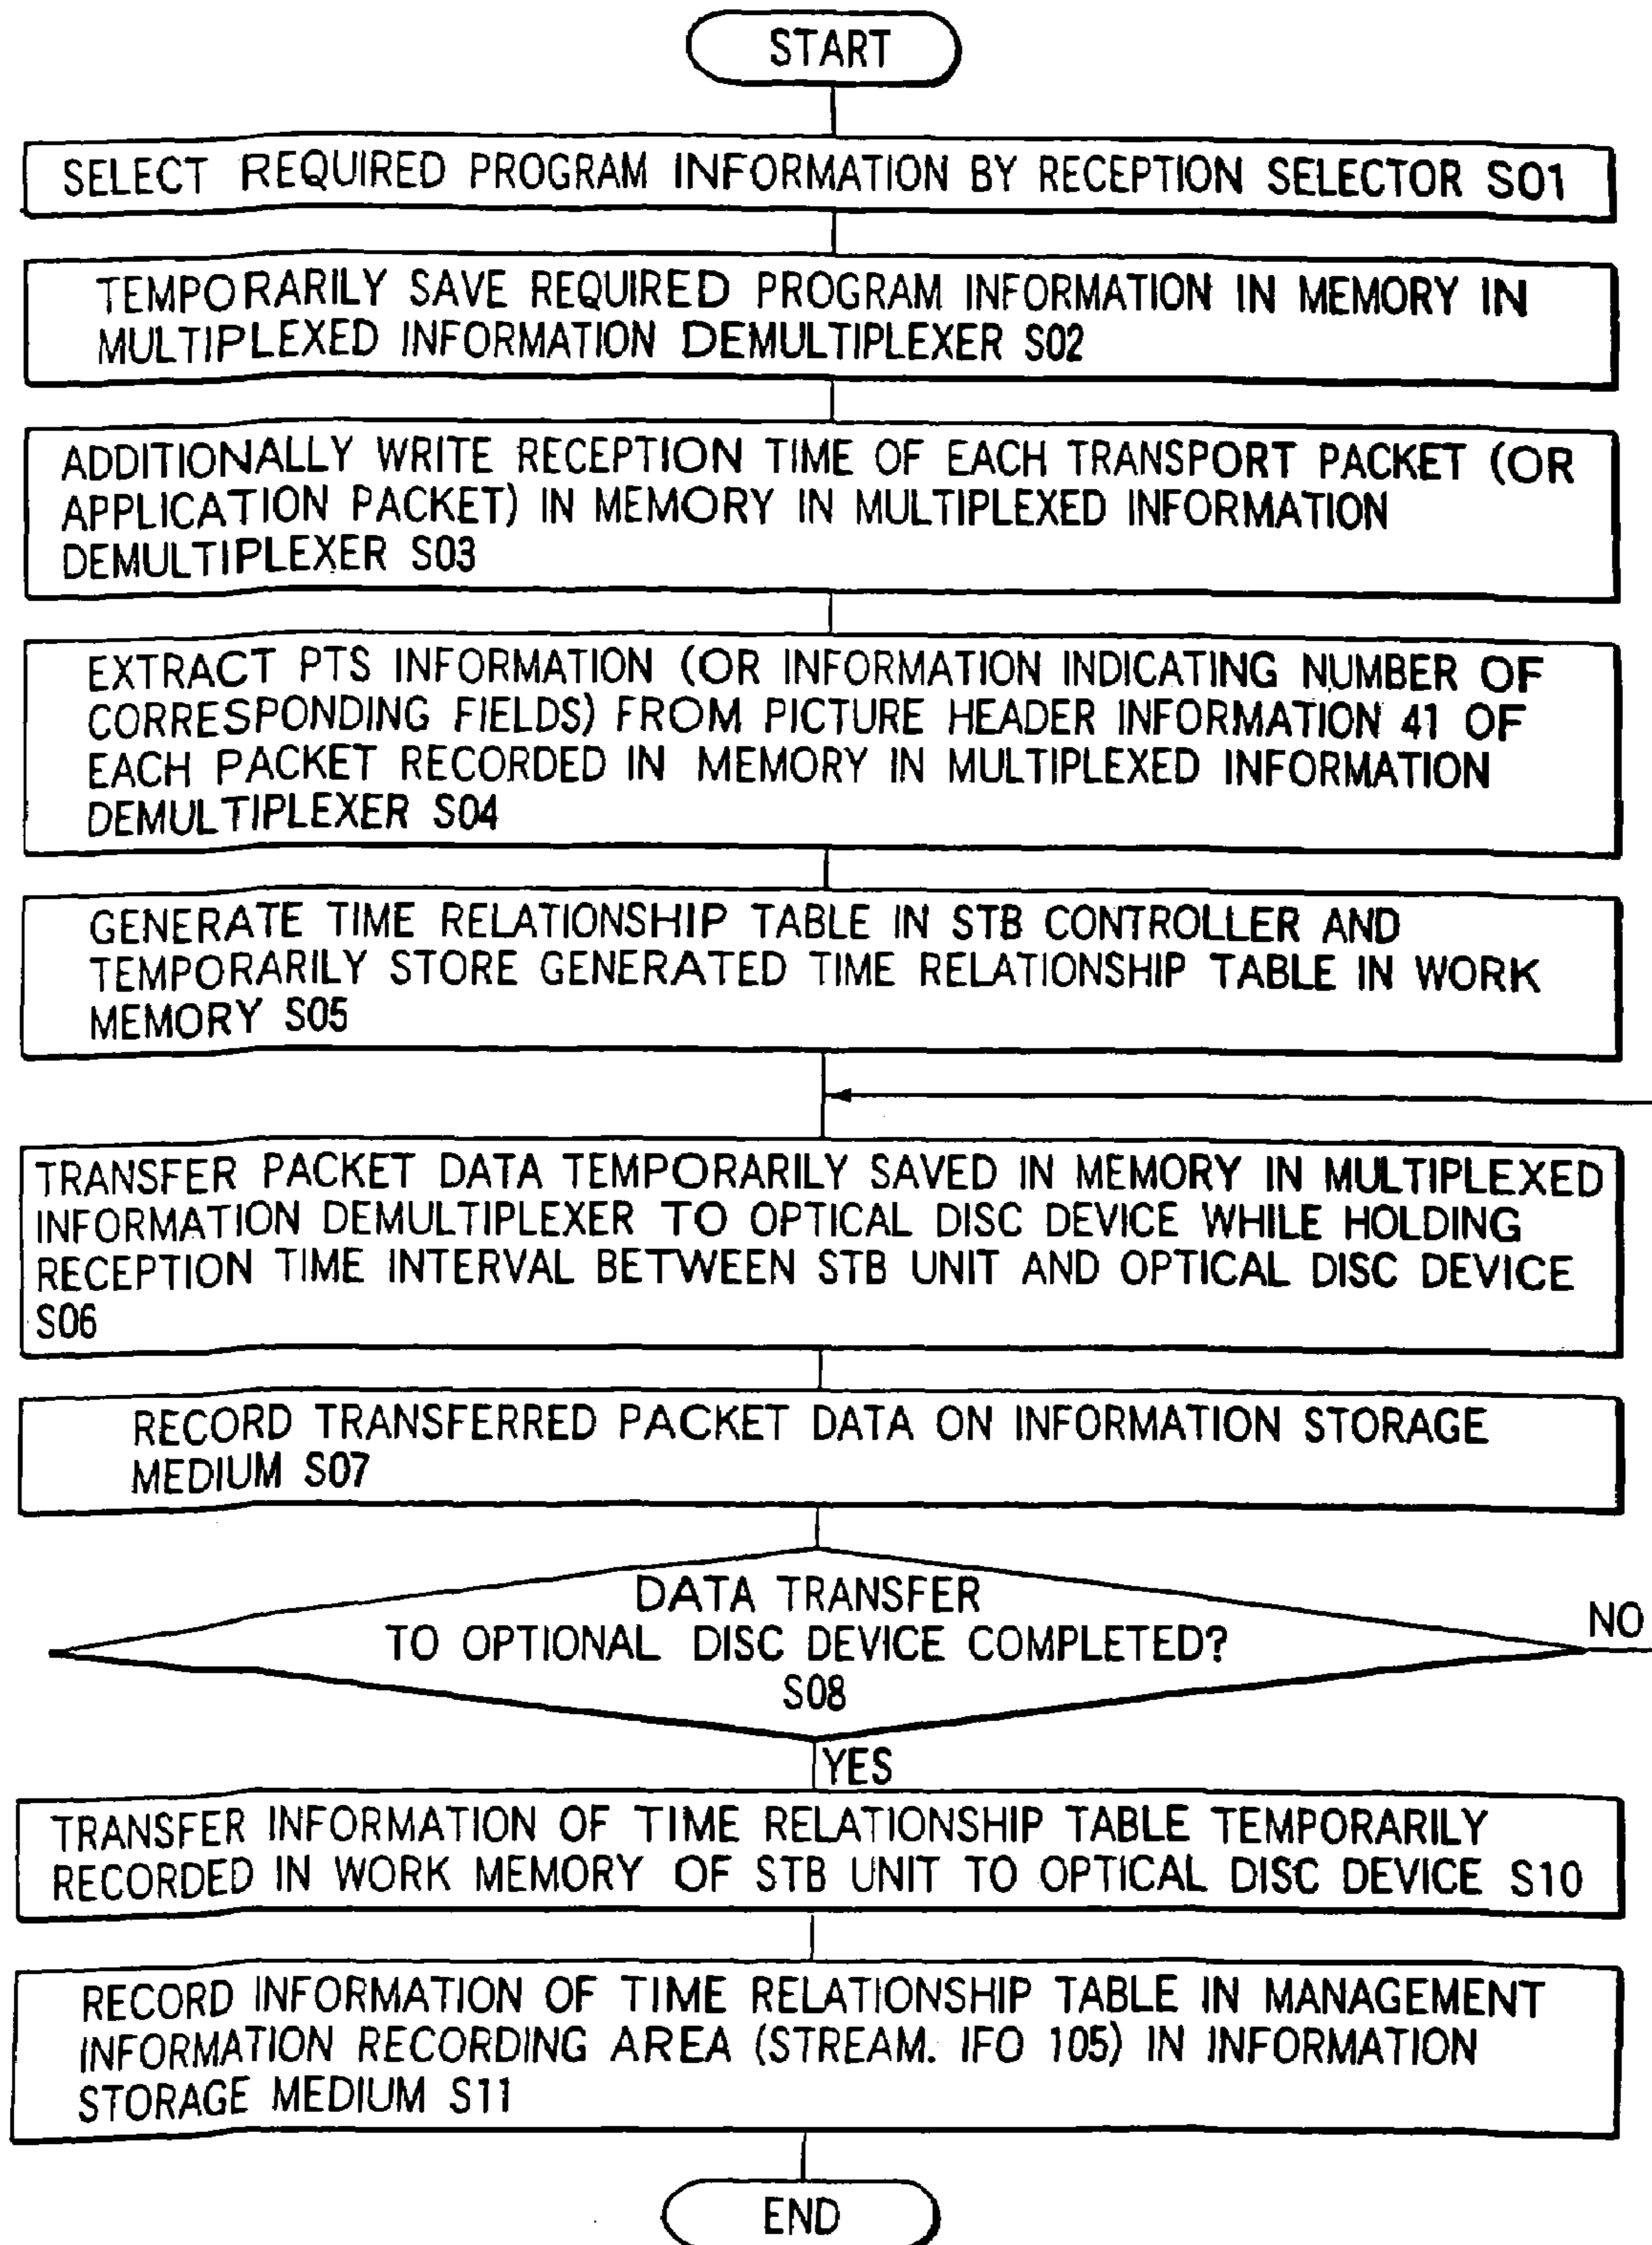 START
SELECT REQUIRED PROGRAM INFORMATION BY RECEPTION SELECTOR S01
TEMPORARILY SAVE REQUIRED PROGRAM INFORMATION IN MEMORY IN
MULTIPLEXED INFORMATION DEMULTIPLEXER S02
ADDITIONALLY WRITE RECEPTION TIME OF EACH TRANSPORT PACKET (OR
APPLICATION PACKET) IN MEMORY IN MULTIPLEXED INFORMATION
DEMULTIPLEXER S03
EXTRACT PTS INFORMATION (OR INFORMATION INDICATING NUMBER OF
CORRESPONDING FIELDS) FROM PICTURE HEADER INFORMATION 41 OF
EACH PACKET RECORDED IN MEMORY IN MULTIPLEXED INFORMATION
DEMULTIPLEXER S04
GENERATE TIME RELATIONSHIP TABLE IN STB CONTROLLER AND
TEMPORARILY STORE GENERATED TIME RELATIONSHIP TABLE IN WORK
MEMORY S05
TRANSFER PACKET DATA TEMPORARILY SAVED IN MEMORY IN MULTIPLEXED
INFORMATION DEMULTIPLEXER TO OPTICAL DISC DEVICE WHILE HOLDING
RECEPTION TIME INTERVAL BETWEEN STB UNIT AND OPTICAL DISC DEVICE
S06
RECORD TRANSFERRED PACKET DATA ON INFORMATION STORAGE
MEDIUM S07
DATA TRANSFER
TO OPTIONAL DISC DEVICE COMPLETED?
S08
NO
YES
TRANSFER INFORMATION OF TIME RELATIONSHIP TABLE TEMPORARILY
RECORDED IN WORK MEMORY OF STB UNIT TO OPTICAL DISC DEVICE S10
RECORD INFORMATION OF TIME RELATIONSHIP TABLE IN MANAGEMENT
INFORMATION RECORDING AREA (STREAM. IFO 105) IN INFORMATION
STORAGE MEDIUM S11
END